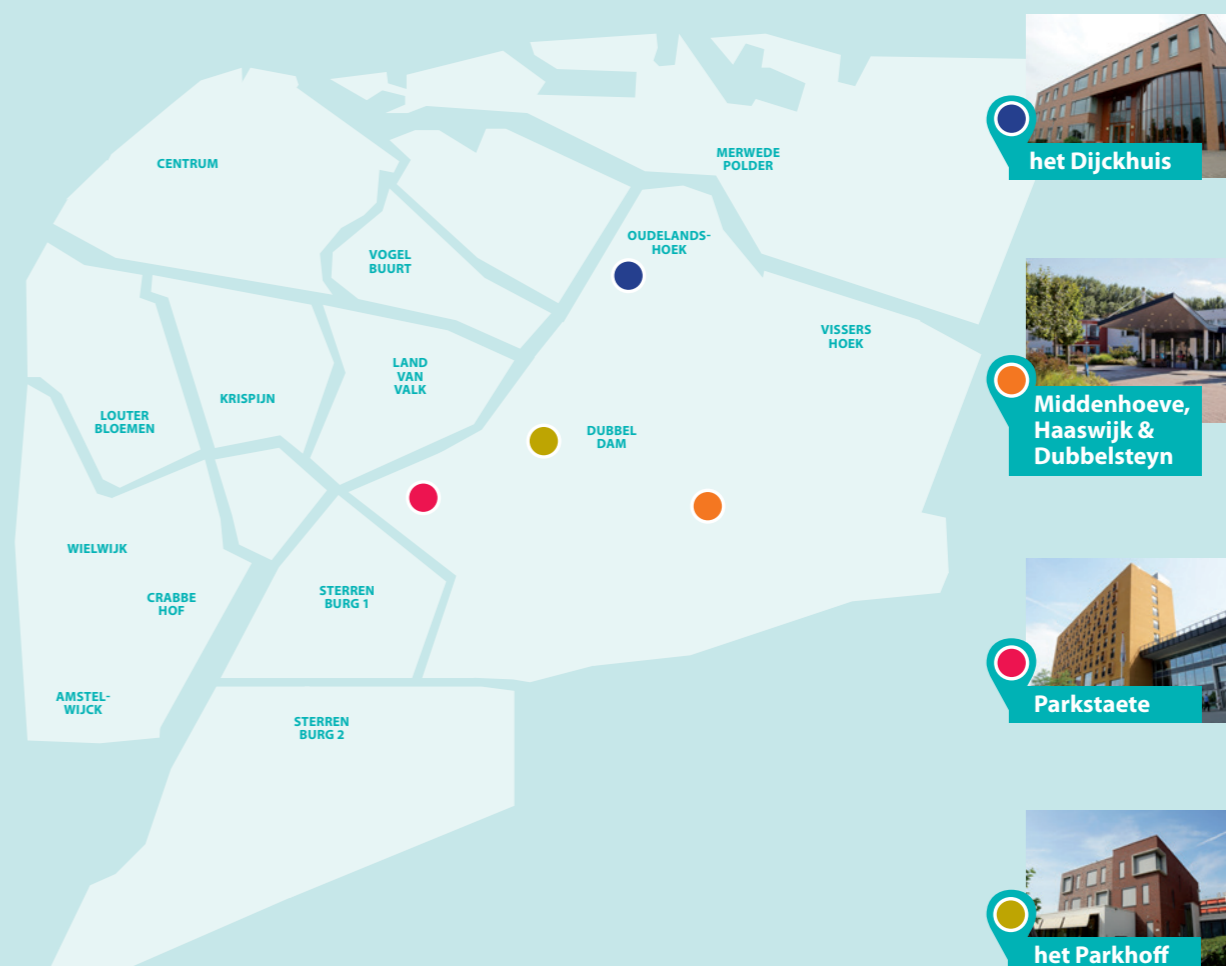 CENTRUM
MERWEDE
POLDER
VOGEL
BUURT
OUDELANDS-
HOEK
VISSERS
HOEK
LAND
VAN
VALK
KRISPIJN
LOUTER
BLOEMEN
DUBBEL
DAM
WIELWIJK
CRABBE
HOF
STERREN
BURG 1
AMSTEL-
WIJCK
STERREN
BURG 2
het Dijckhuis
Middenhoeve,
Haaswijk &
Dubbelsteyn
Parkstaete
het Parkhoff